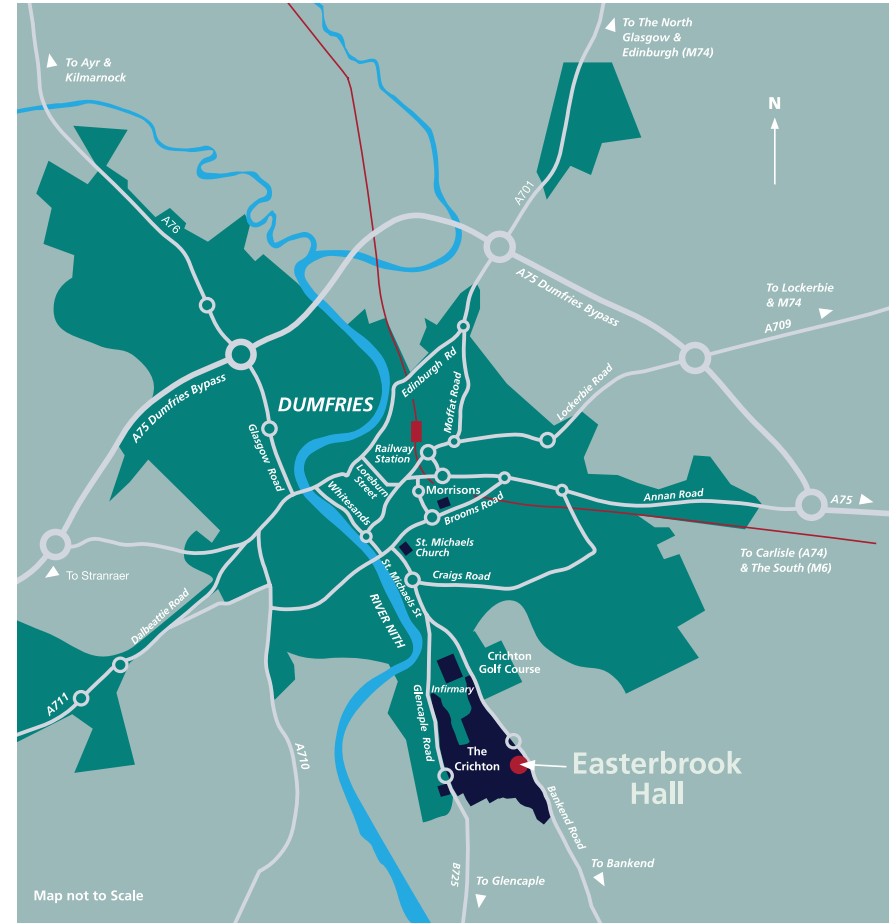 To The North
Glasgow &
Edinburgh (M74)
To Ayr &
Kilmarnock
N
A701
A76
A75 Dumfries Bypass
To Lockerbie
& M74
A709
A75 Dumfries Bypass
Edinburgh Rd
Moffat Road
Lockerbie Road
DUMFRIES
Glasgow Road
Railway
Station
Loreburn
Street
Whitesands
Morrisons
Brooms Road
Annan Road
A75
St. Michaels
Church
To Carlisle (A74)
& The South (M6)
To Stranraer
Craigs Road
St. Michaels St
RIVER NITH
Dalbeattie Road
A711
A710
Crichton
Golf Course
Infirmary
Glencaple Road
The
Crichton
Easterbrook
Hall
Bankend Road
To Bankend
B725
To Glencaple
Map not to Scale